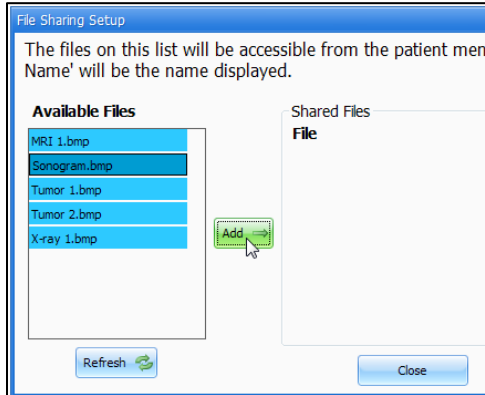 File Sharing Setup
The files on this list will be accessible from the patient
Name' will be the name displayed.
Available Files
Shared Files
File
MRI 1.bmp
Sonogram.bmp
Tumor 1.bmp
Tumor 2.bmp
X-ray 1.bmp
Add
Refresh
Close